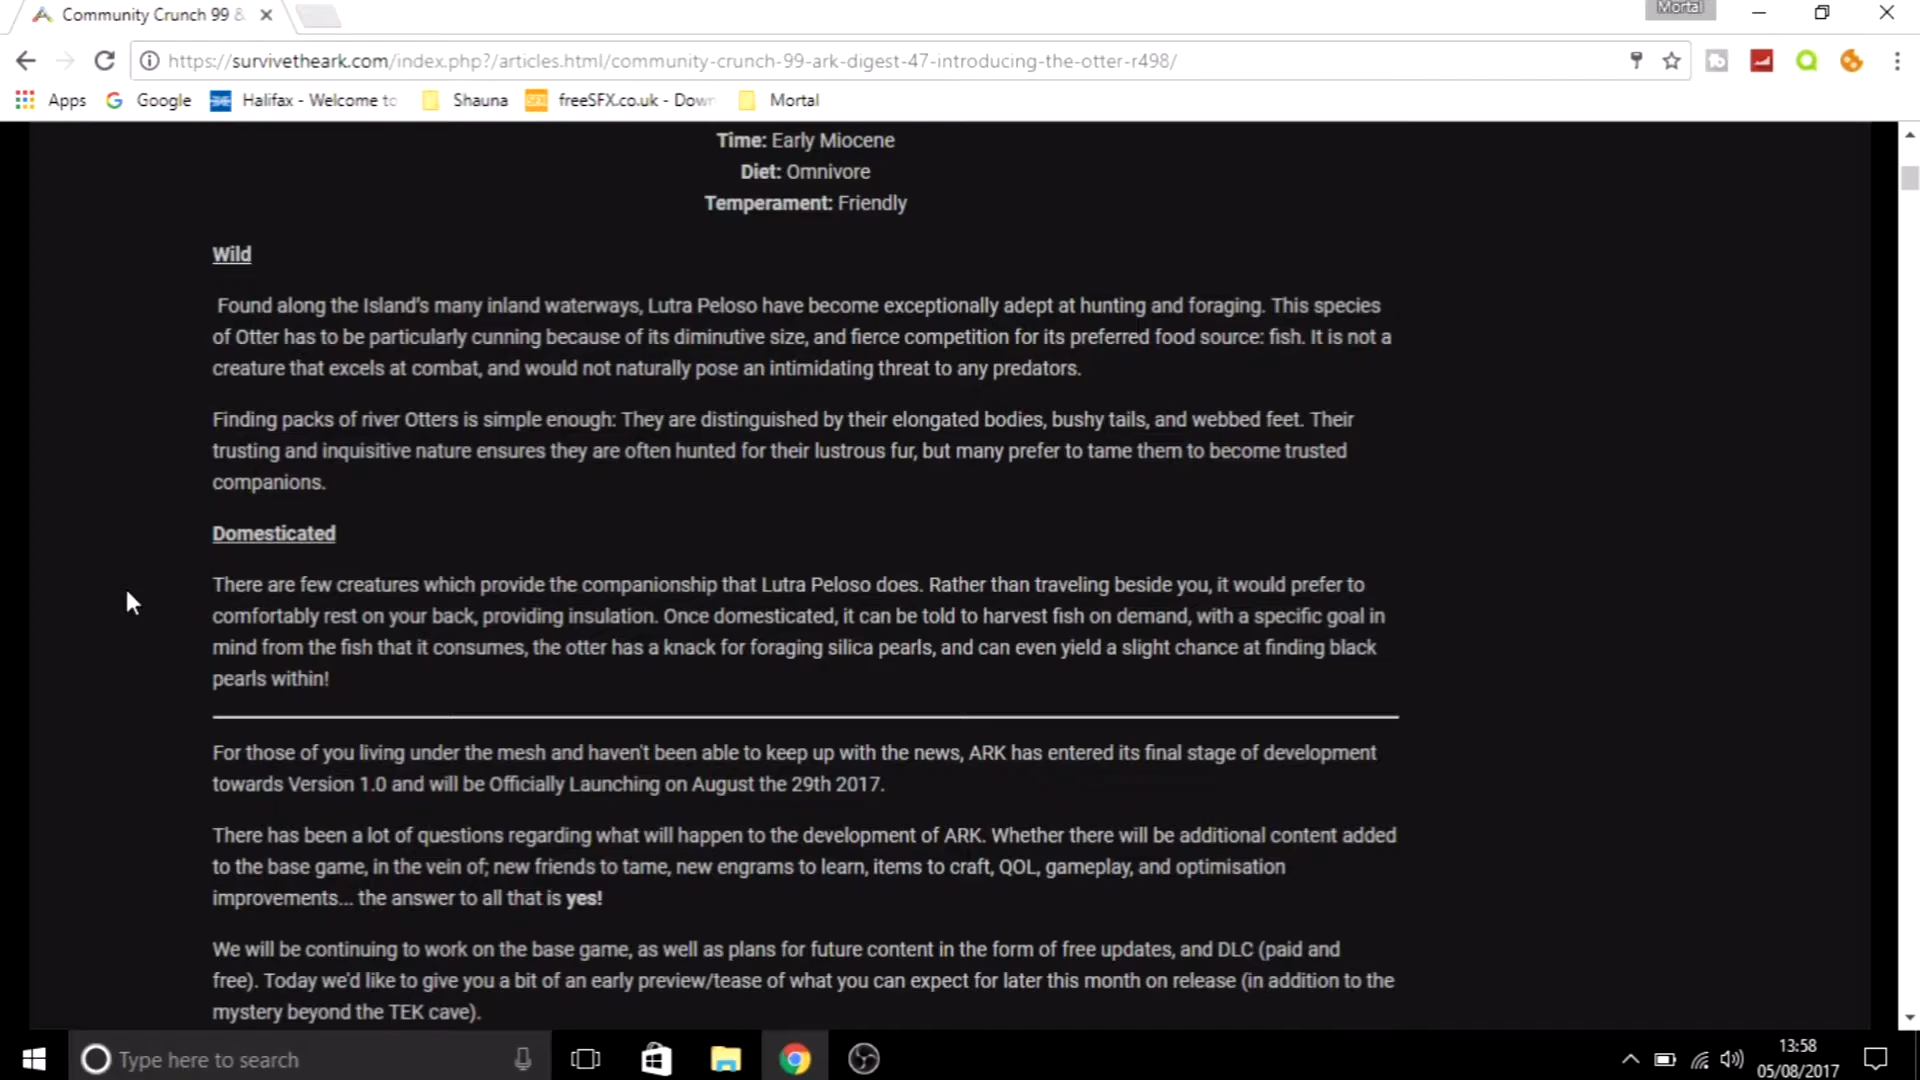 Community Crunch 99 &
Mortal
https://survivetheark.com/index.php?/articles.html/community-crunch-99-ark-digest-47-introducing-the-otter-r498/
Apps Google Halifax - Welcome to Shauna freeSFX.co.uk - Down Mortal
Time: Early Miocene
Diet: Omnivore
Temperament: Friendly
Wild
Found along the Island's many inland waterways, Lutra Peloso have become exceptionally adept at hunting and foraging. This species
of Otter has to be particularly cunning because of its diminutive size, and fierce competition for its preferred food source: fish. It is not a
creature that excels at combat, and would not naturally pose an intimidating threat to any predators.
Finding packs of river Otters is simple enough: They are distinguished by their elongated bodies, bushy tails, and webbed feet. Their
trusting and inquisitive nature ensures they are often hunted for their lustrous fur, but many prefer to tame them to become trusted
companions.
Domesticated
There are few creatures which provide the companionship that Lutra Peloso does. Rather than traveling beside you, it would prefer to
comfortably rest on your back, providing insulation. Once domesticated, it can be told to harvest fish on demand, with a specific goal in
mind from the fish that it consumes, the otter has a knack for foraging silica pearls, and can even yield a slight chance at finding black
pearls within!
For those of you living under the mesh and haven't been able to keep up with the news, ARK has entered its final stage of development
towards Version 1.0 and will be Officially Launching on August the 29th 2017.
There has been a lot of questions regarding what will happen to the development of ARK. Whether there will be additional content added
to the base game, in the vein of; new friends to tame, new engrams to learn, items to craft, QOL, gameplay, and optimisation
improvements... the answer to all that is yes!
We will be continuing to work on the base game, as well as plans for future content in the form of free updates, and DLC (paid and
free). Today we'd like to give you a bit of an early preview/tease of what you can expect for later this month on release (in addition to the
mystery beyond the TEK cave).
Type here to search
13:58
05/08/2017